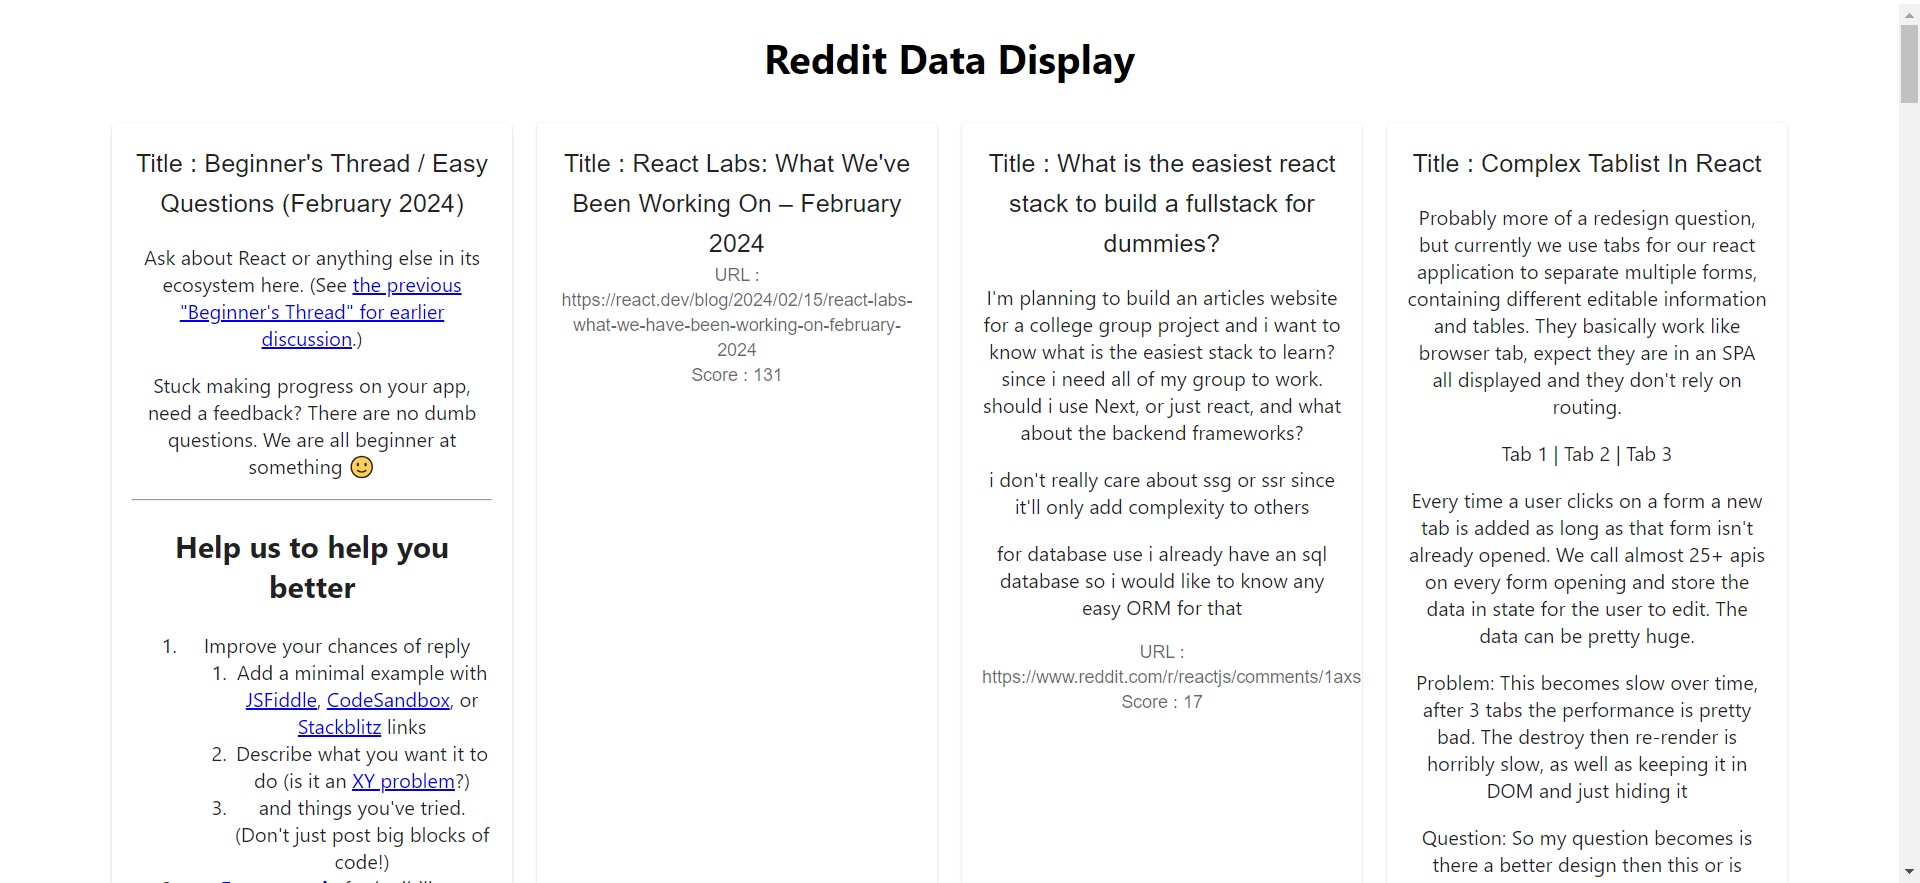 Reddit Data Display
Title : Beginner's Thread / Easy
Questions (February 2024)
Ask about React or anything else in its
ecosystem here. (See the previous
"Beginner's Thread" for earlier
discussion.)
Stuck making progress on your app,
need a feedback? There are no dumb
questions. We are all beginner at
something 🙂
Help us to help you
better
1. Improve your chances of reply
1. Add a minimal example with
JSFiddle, CodeSandbox, or
Stackblitz links
2. Describe what you want it to
do (is it an XY problem?)
3. and things you've tried.
(Don't just post big blocks of
code!)
Title : React Labs: What We've
Been Working On – February
2024
URL :
https://react.dev/blog/2024/02/15/react-labs-
what-we-have-been-working-on-february-
2024
Score : 131
Title : What is the easiest react
stack to build a fullstack for
dummies?
I'm planning to build an articles website
for a college group project and i want to
know what is the easiest stack to learn?
since i need all of my group to work.
should i use Next, or just react, and what
about the backend frameworks?
i don't really care about ssg or ssr since
it'll only add complexity to others
for database use i already have an sql
database so i would like to know any
easy ORM for that
URL :
https://www.reddit.com/r/reactjs/comments/1axs
Score : 17
Title : Complex Tablist In React
Probably more of a redesign question,
but currently we use tabs for our react
application to separate multiple forms,
containing different editable information
and tables. They basically work like
browser tab, expect they are in an SPA
all displayed and they don't rely on
routing.
Tab 1 | Tab 2 | Tab 3
Every time a user clicks on a form a new
tab is added as long as that form isn't
already opened. We call almost 25+ apis
on every form opening and store the
data in state for the user to edit. The
data can be pretty huge.
Problem: This becomes slow over time,
after 3 tabs the performance is pretty
bad. The destroy then re-render is
horribly slow, as well as keeping it in
DOM and just hiding it
Question: So my question becomes is
there a better design then this or is